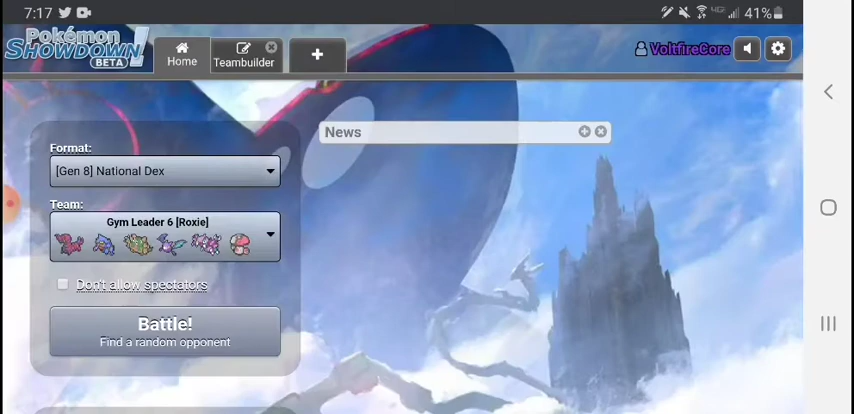 7:17
4G 41%
Pokémon
SHOWDOWN!
BETA
Home
Teambuilder
VoltfireCore
News
Format:
[Gen 8] National Dex
Team:
Gym Leader 6 [Roxie]
Don't allow spectators
Battle!
Find a random opponent